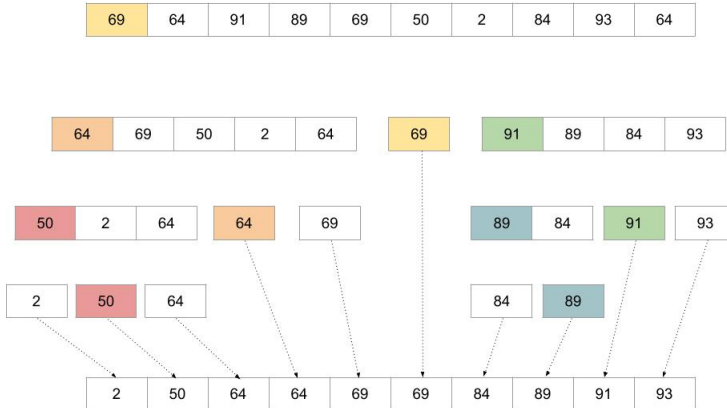 69 64 91 89 69 50 2 84 93 64
64 69 50 2 64 69 91 89 84 93
50 2 64 64 69 89 84 91 93
2 50 64 84 89
2 50 64 64 69 69 84 89 91 93